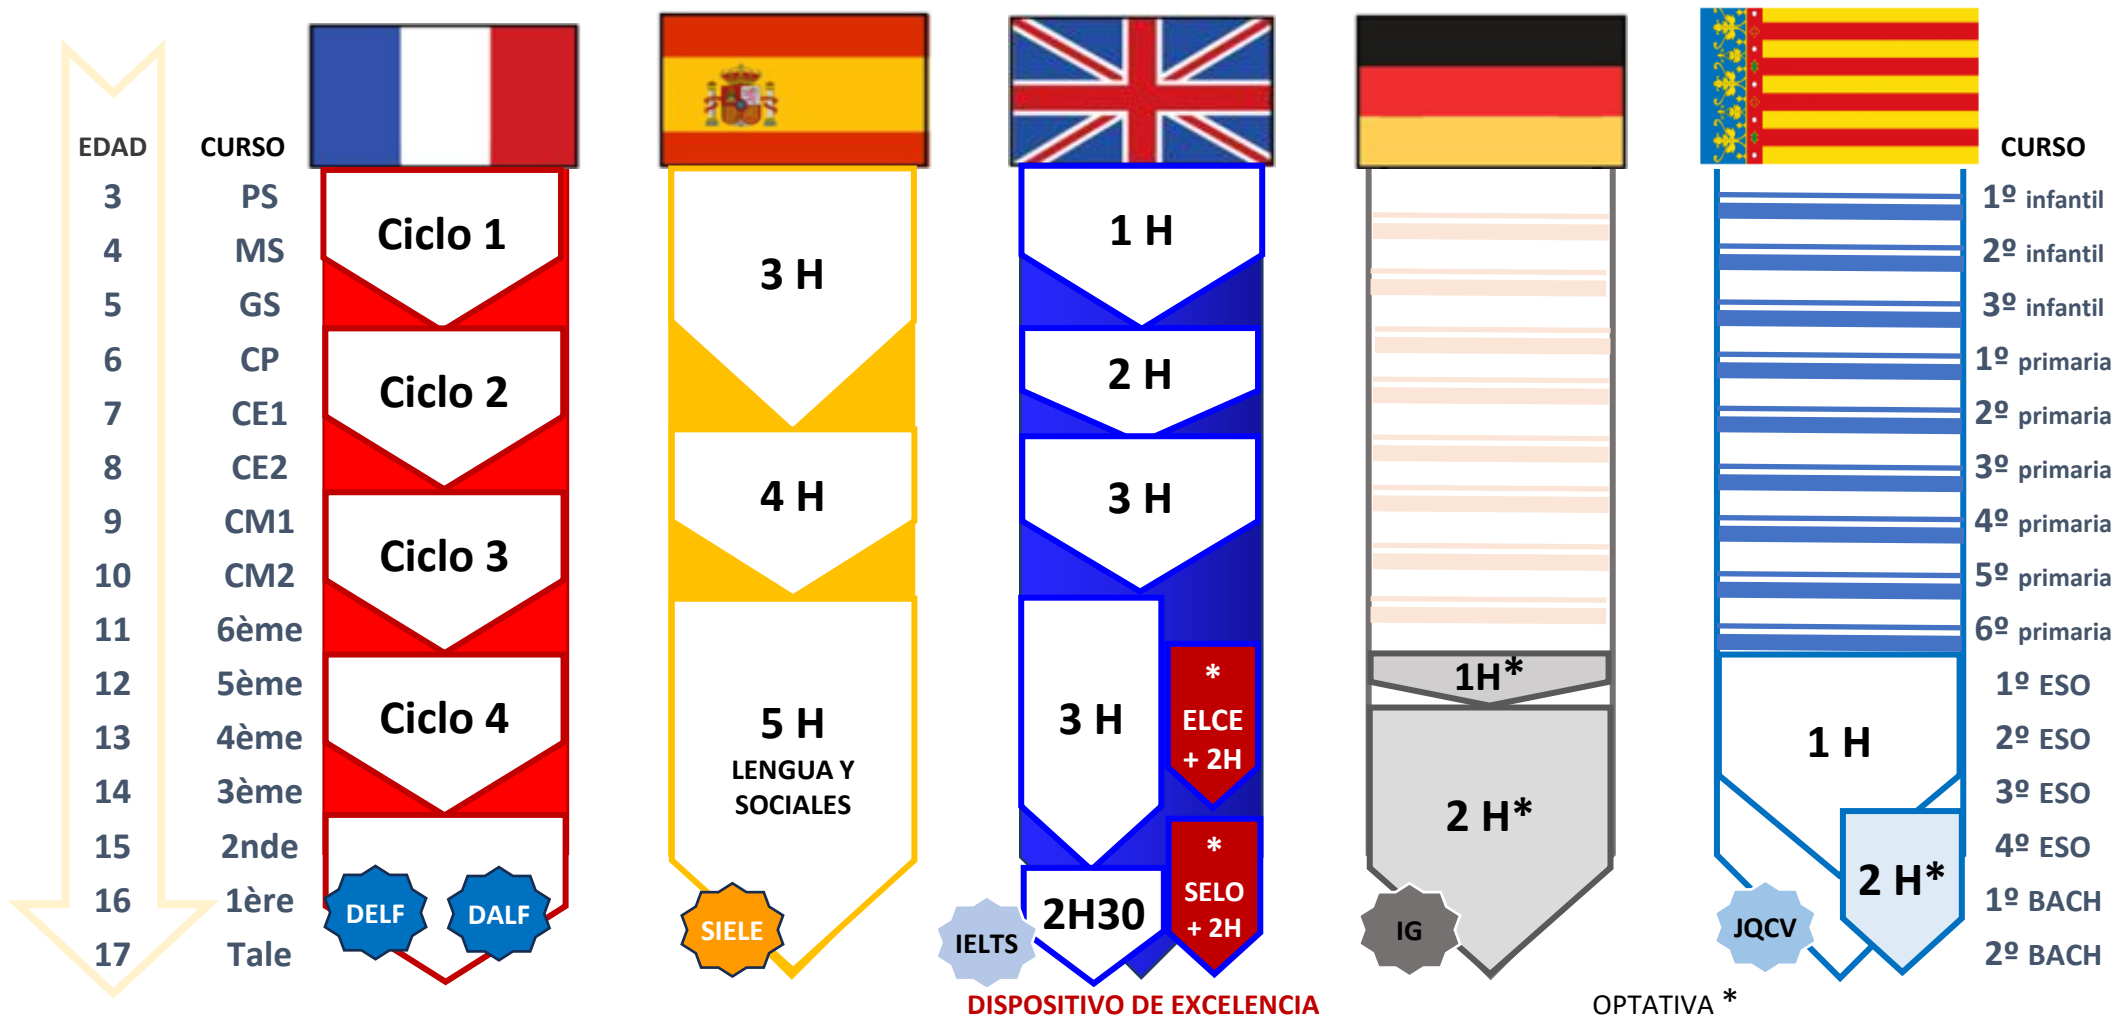 EDAD CURSO CURSO
3 PS 1º infantil
4 MS 2º infantil
5 GS 3º infantil
6 CP 1º primaria
7 CE1 2º primaria
8 CE2 3º primaria
9 CM1 4º primaria
10 CM2 5º primaria
11 6ème 6º primaria
12 5ème 1º ESO
13 4ème 2º ESO
14 3ème 3º ESO
15 2nde 4º ESO
16 1ère 1º BACH
17 Tale 2º BACH
Ciclo 1
Ciclo 2
Ciclo 3
Ciclo 4
DELF
DALF
3 H
4 H
5 H
LENGUA Y
SOCIALES
SIELE
1 H
2 H
3 H
3 H
*
ELCE
+ 2H
2H30
*
SELO
+ 2H
IELTS
DISPOSITIVO DE EXCELENCIA
1H*
2 H*
IG
1 H
2 H*
JQCV
OPTATIVA *